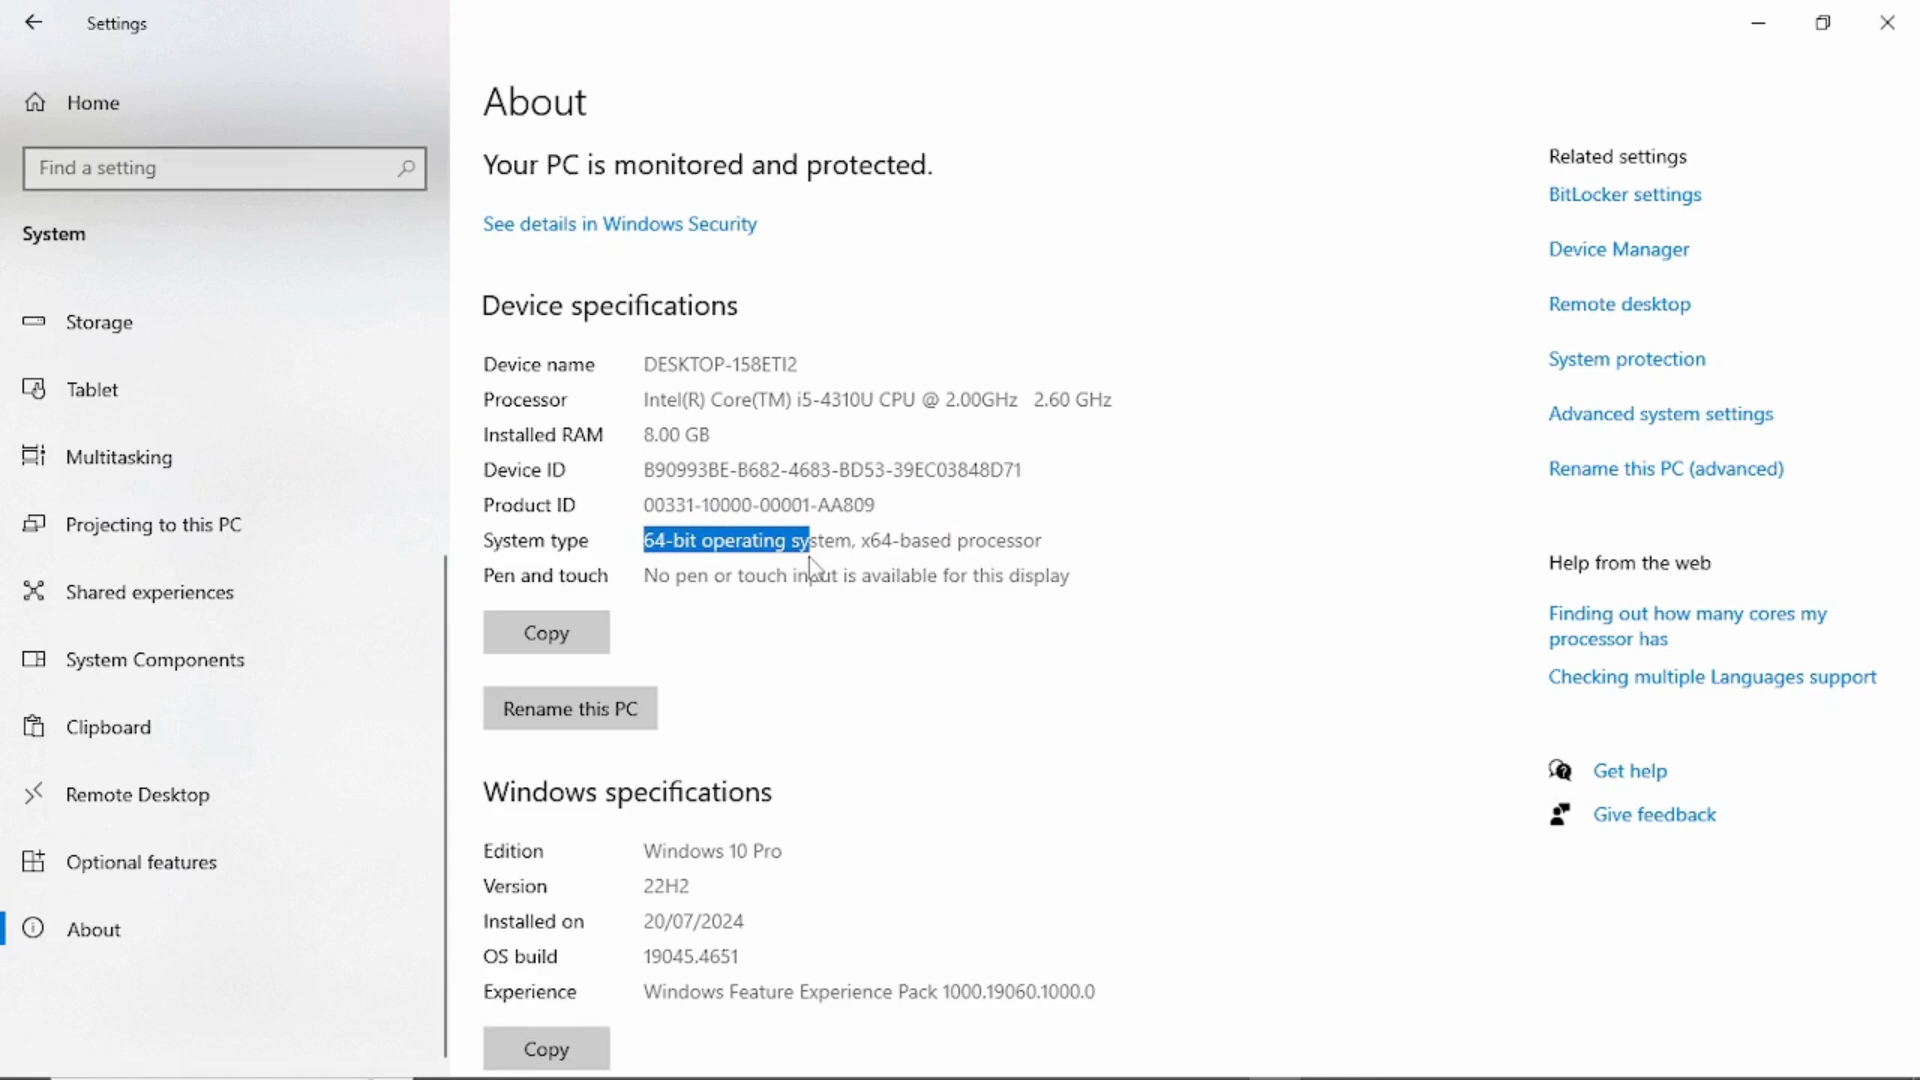 Settings
Home
Find a setting
System
Storage
Tablet
Multitasking
Projecting to this PC
Shared experiences
System Components
Clipboard
Remote Desktop
Optional features
About
About
Your PC is monitored and protected.
See details in Windows Security
Device specifications
Device name DESKTOP-158ETI2
Processor Intel(R) Core(TM) i5-4310U CPU @ 2.00GHz 2.60 GHz
Installed RAM 8.00 GB
Device ID B90993BE-B682-4683-BD53-39EC03848D71
Product ID 00331-10000-00001-AA809
System type 64-bit operating system, x64-based processor
Pen and touch No pen or touch input is available for this display
Copy
Rename this PC
Windows specifications
Edition Windows 10 Pro
Version 22H2
Installed on 20/07/2024
OS build 19045.4651
Experience Windows Feature Experience Pack 1000.19060.1000.0
Copy
Related settings
BitLocker settings
Device Manager
Remote desktop
System protection
Advanced system settings
Rename this PC (advanced)
Help from the web
Finding out how many cores my
processor has
Checking multiple Languages support
Get help
Give feedback